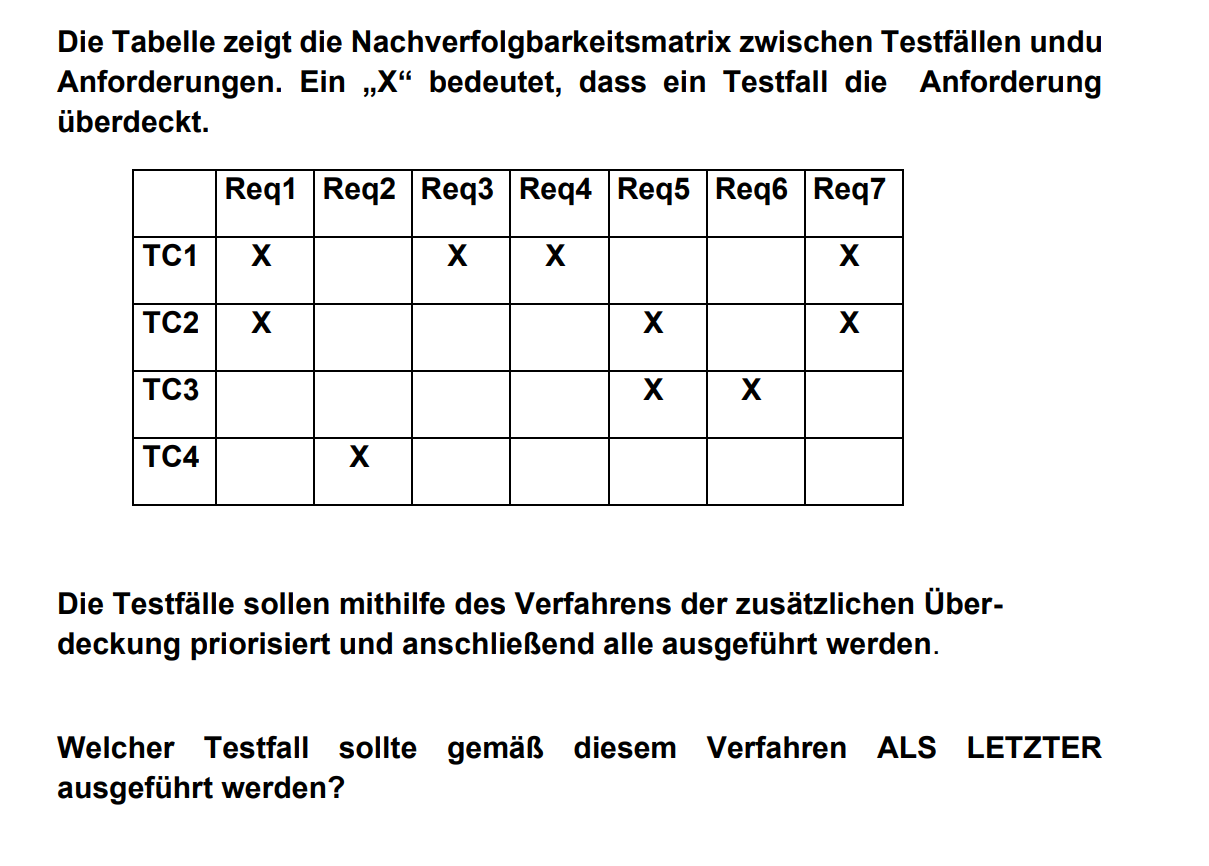 Die Tabelle zeigt die Nachverfolgbarkeitsmatrix zwischen Testfällen undu
Anforderungen. Ein „X“ bedeutet, dass ein Testfall die Anforderung
überdeckt.
Req1 Req2 Req3 Req4 Req5 Req6 Req7
TC1 X X X X
TC2 X X X
TC3 X X
TC4 X
Die Testfälle sollen mithilfe des Verfahrens der zusätzlichen Über-
deckung priorisiert und anschließend alle ausgeführt werden.
Welcher Testfall sollte gemäß diesem Verfahren ALS LETZTER
ausgeführt werden?